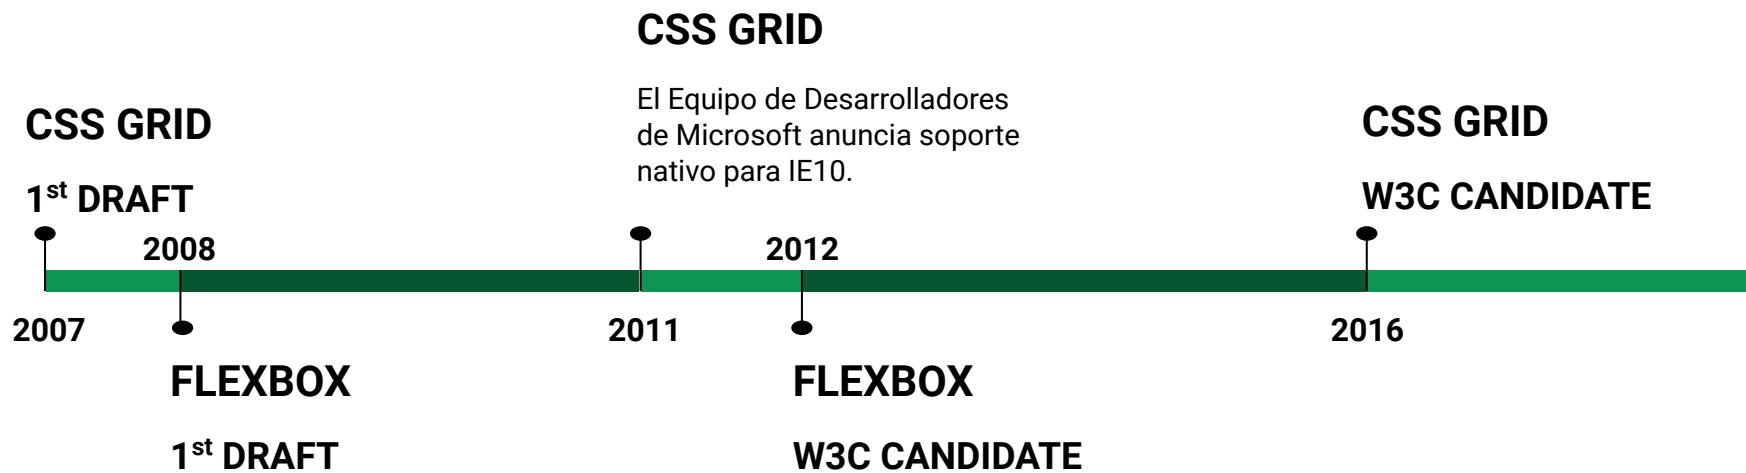 CSS GRID
1st DRAFT
2007
2008
FLEXBOX
1st DRAFT
CSS GRID
El Equipo de Desarrolladores
de Microsoft anuncia soporte
nativo para IE10.
2011
2012
FLEXBOX
W3C CANDIDATE
CSS GRID
W3C CANDIDATE
2016